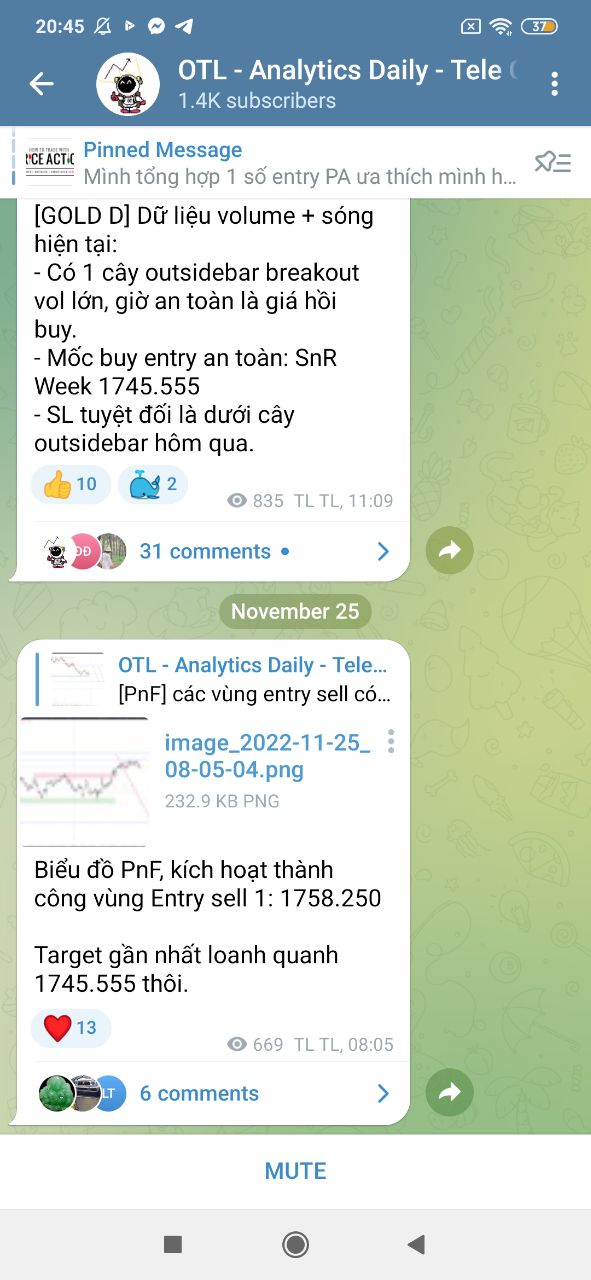 20:45
37
OTL - Analytics Daily - Tele
1.4K subscribers
Pinned Message
Mình tổng hợp 1 số entry PA ưa thích mình h...
[GOLD D] Dữ liệu volume + sóng
hiện tại:
- Có 1 cây outsidebar breakout
vol lớn, giờ an toàn là giá hồi
buy.
- Mốc buy entry an toàn: SnR
Week 1745.555
- SL tuyệt đối là dưới cây
outsidebar hôm qua.
10
2
835 TL TL, 11:09
ĐĐ
31 comments
November 25
OTL - Analytics Daily - Tele...
[PnF] các vùng entry sell có...
image_2022-11-25_
08-05-04.png
232.9 KB PNG
Biểu đồ PnF, kích hoạt thành
công vùng Entry sell 1: 1758.250
Target gần nhất loanh quanh
1745.555 thôi.
13
669 TL TL, 08:05
LT
6 comments
MUTE